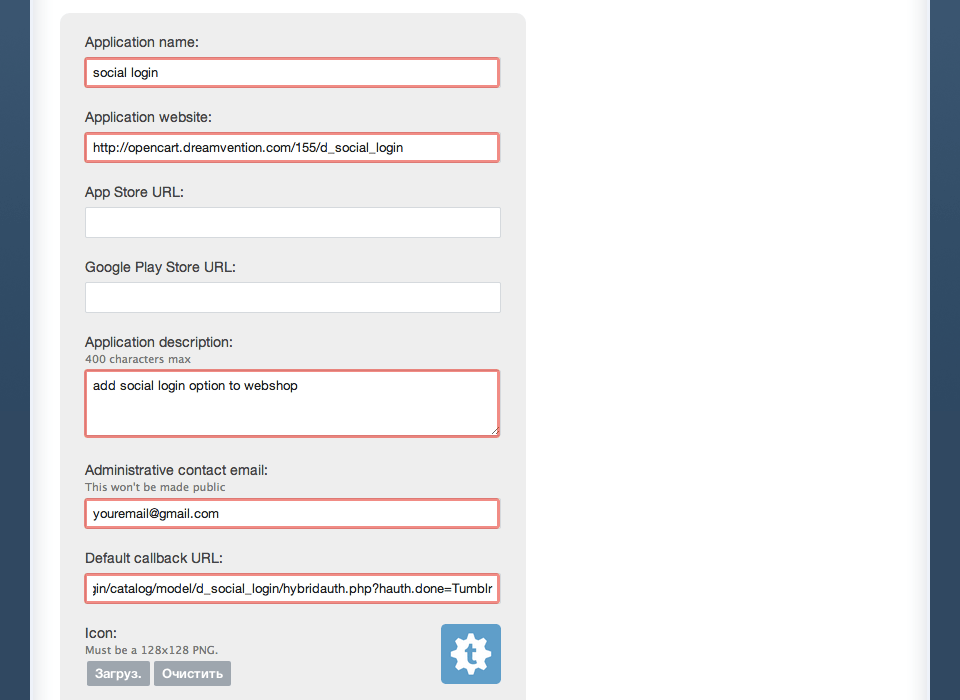 Application name:
social login
Application website:
http://opencart.dreamvention.com/155/d_social_login
App Store URL:
Google Play Store URL:
Application description:
400 characters max
add social login option to webshop
Administrative contact email:
This won't be made public
youremail@gmail.com
Default callback URL:
gin/catalog/model/d_social_login/hybridauth.php?hauth.done=Tumblr
Icon:
Must be a 128x128 PNG.
t
Загруз. Очистить